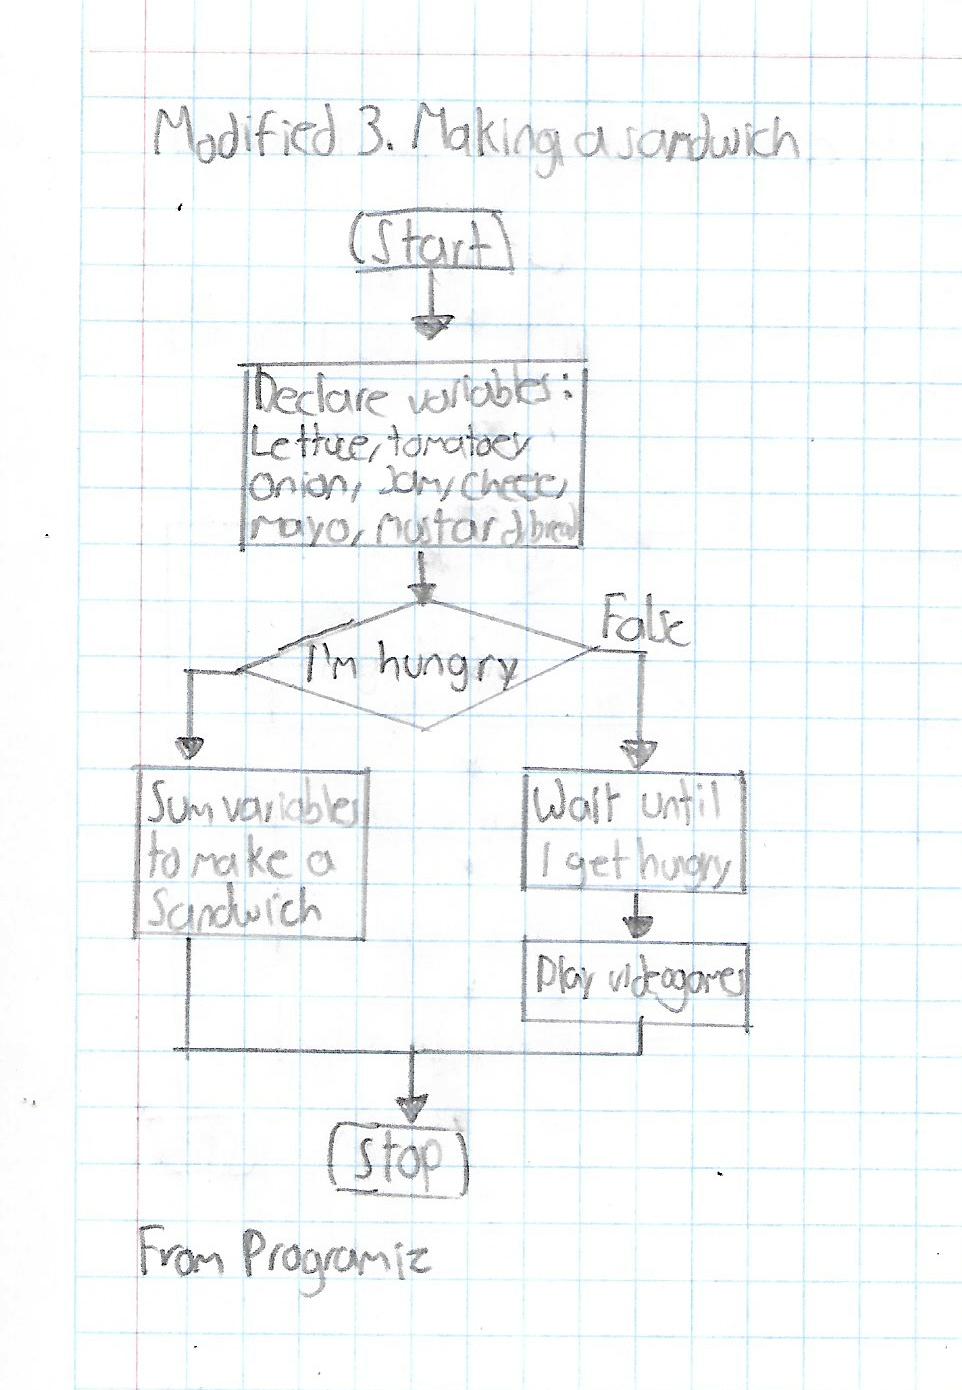 Modified 3. Making a sandwich
Start
Declare variables:
Lettuce, tomatoes
onion, Jam, cheese,
mayo, mustard, bread
False
I'm hungry
Sum variables
to make a
Sandwich
Wait until
I get hungry
Play videogames
Stop
From Programiz